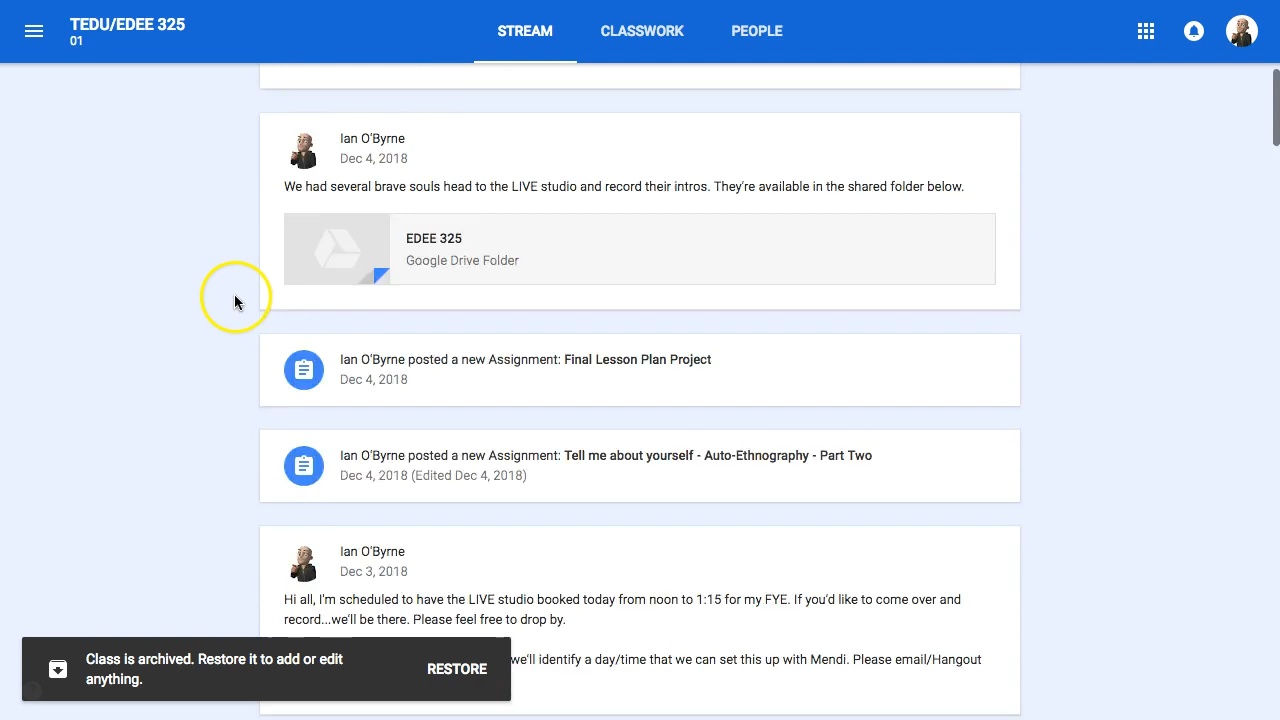 TEDU/EDEE 325
01
STREAM
CLASSWORK
PEOPLE
Ian O'Byrne
Dec 4, 2018
We had several brave souls head to the LIVE studio and record their intros. They're available in the shared folder below.
EDEE 325
Google Drive Folder
Ian O'Byrne posted a new Assignment: Final Lesson Plan Project
Dec 4, 2018
Ian O'Byrne posted a new Assignment: Tell me about yourself - Auto-Ethnography - Part Two
Dec 4, 2018 (Edited Dec 4, 2018)
Ian O'Byrne
Dec 3, 2018
Hi all, I'm scheduled to have the LIVE studio booked today from noon to 1:15 for my FYE. If you'd like to come over and
record...we'll be there. Please feel free to drop by.
we'll identify a day/time that we can set this up with Mendi. Please email/Hangout
Class is archived. Restore it to add or edit
anything.
RESTORE